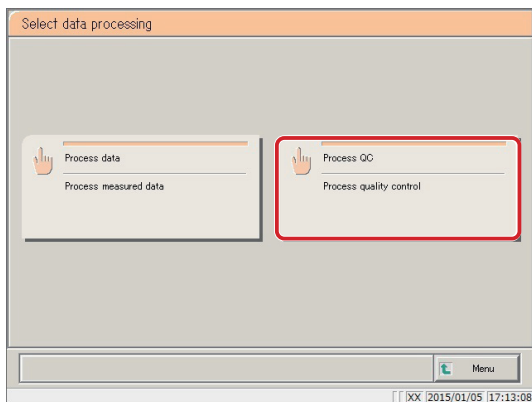 Select data processing
Process data
Process measured data
Process QC
Process quality control
Menu
XX 2015/01/05 17:13:08